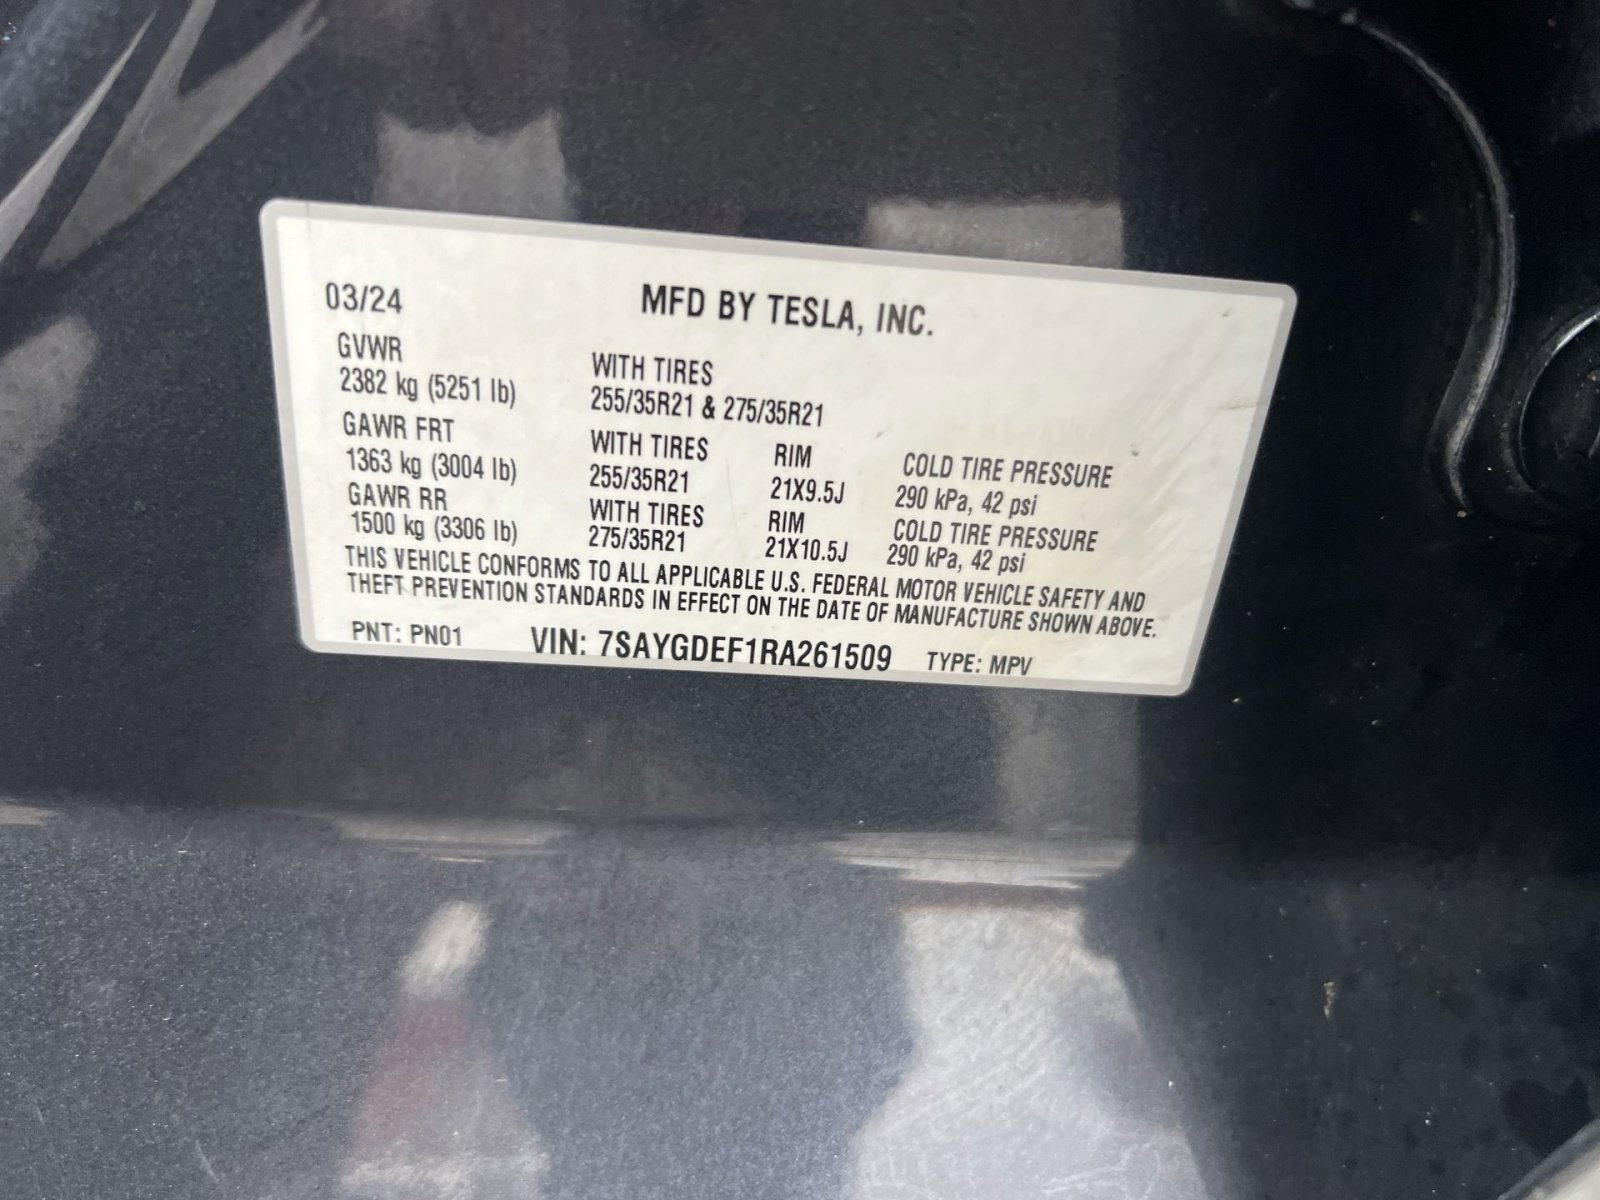 03/24 MFD BY TESLA, INC.
GVWR WITH TIRES
2382 kg (5251 lb) 255/35R21 & 275/35R21
GAWR FRT WITH TIRES RIM COLD TIRE PRESSURE
1363 kg (3004 lb) 255/35R21 21X9.5J 290 kPa, 42 psi
GAWR RR WITH TIRES RIM COLD TIRE PRESSURE
1500 kg (3306 lb) 275/35R21 21X10.5J 290 kPa, 42 psi
THIS VEHICLE CONFORMS TO ALL APPLICABLE U.S. FEDERAL MOTOR VEHICLE SAFETY AND
THEFT PREVENTION STANDARDS IN EFFECT ON THE DATE OF MANUFACTURE SHOWN ABOVE.
PNT: PN01 VIN: 7SAYGDEF1RA261509 TYPE: MPV